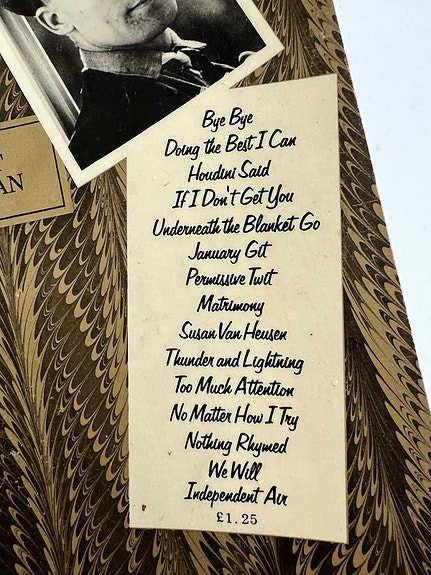 AN
Bye Bye
Doing the Best I Can
Houdini Said
If I Don't Get You
Underneath the Blanket Go
January Git
Permissive Twit
Matrimony
Susan Van Heusen
Thunder and Lightning
Too Much Attention
No Matter How I Try
Nothing Rhymed
We Will
Independent Air
£1.25